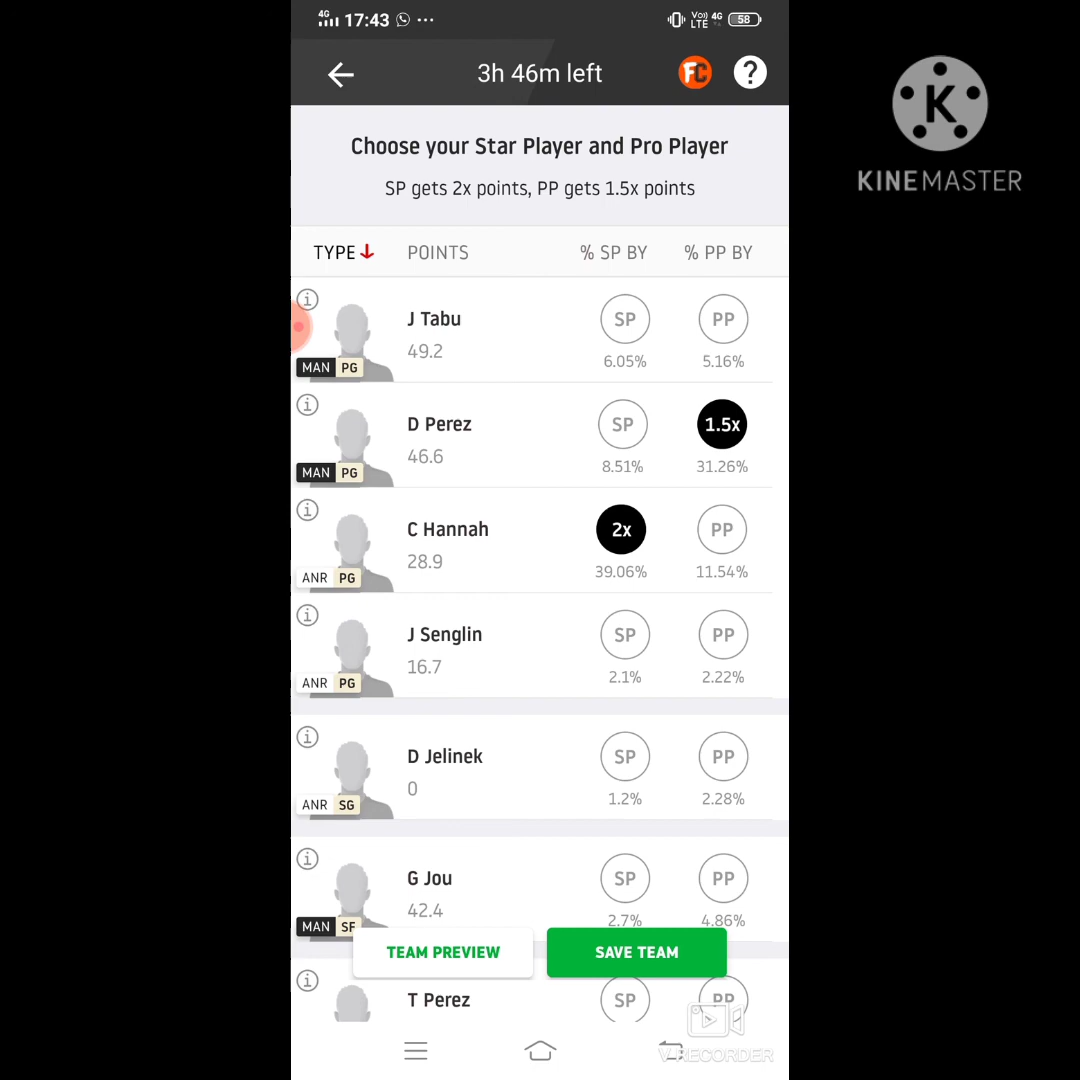 4G 17:43 ... Vo) LTE 4G 58
3h 46m left FC ?
Choose your Star Player and Pro Player
SP gets 2x points, PP gets 1.5x points
TYPE POINTS % SP BY % PP BY
J Tabu SP PP
49.2 6.05% 5.16%
MAN PG
D Perez SP 1.5x
46.6 8.51% 31.26%
MAN PG
C Hannah 2x PP
28.9 39.06% 11.54%
ANR PG
J Senglin SP PP
16.7 2.1% 2.22%
ANR PG
D Jelinek SP PP
0 1.2% 2.28%
ANR SG
G Jou SP PP
42.4 2.7% 4.86%
MAN SF
TEAM PREVIEW SAVE TEAM
T Perez SP PP
V RECORDER
K
KINEMASTER